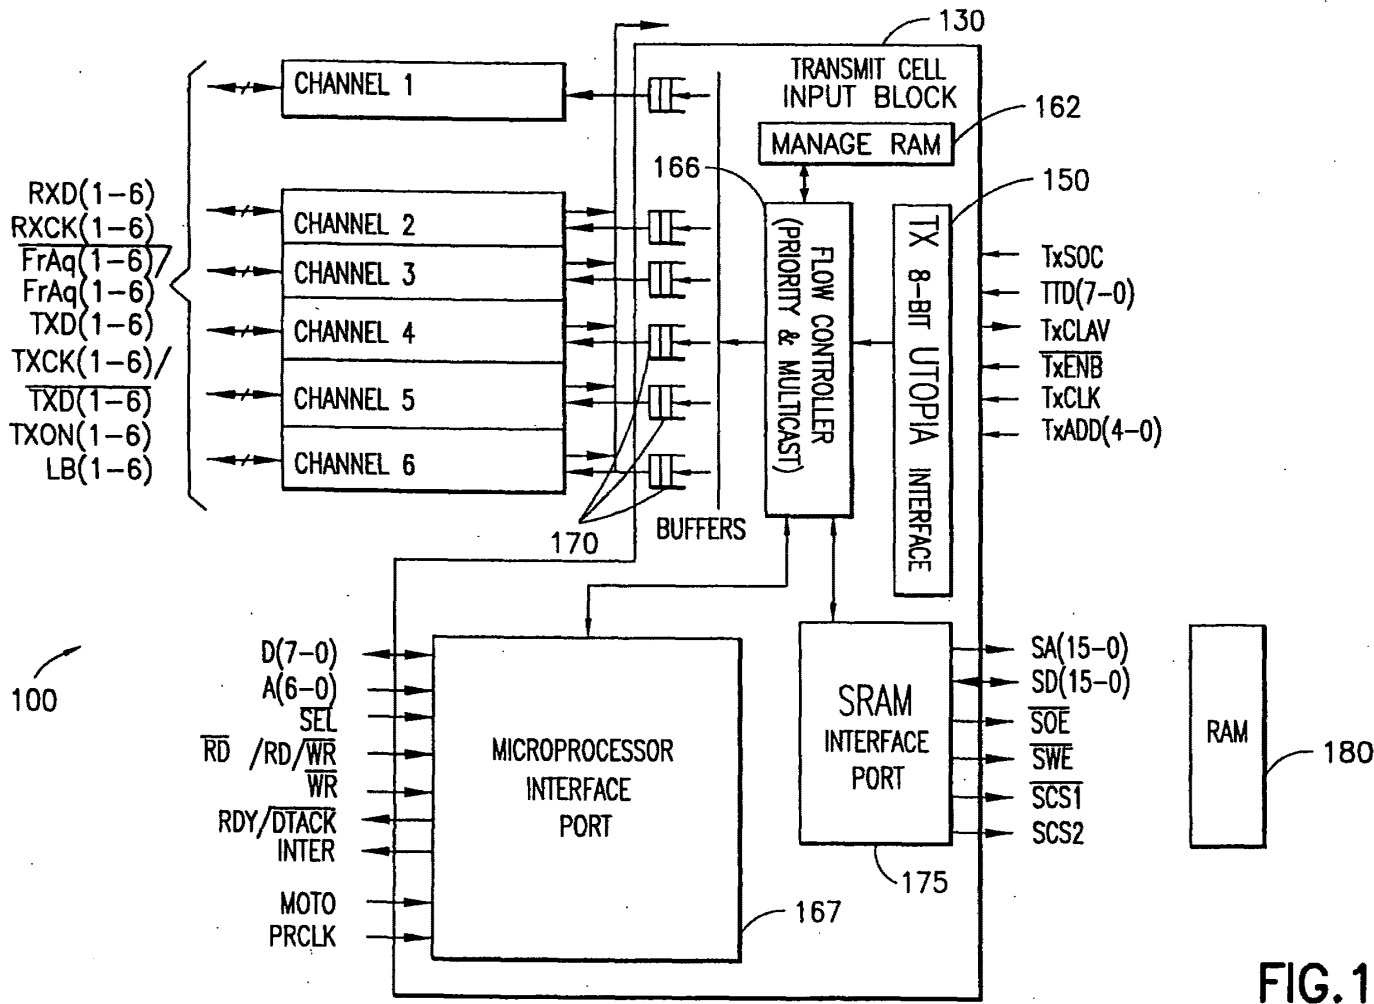 130
TRANSMIT CELL
INPUT BLOCK
162
MANAGE RAM
166
150
CHANNEL 1
CHANNEL 2
CHANNEL 3
CHANNEL 4
CHANNEL 5
CHANNEL 6
RXD(1-6)
RXCK(1-6)
FrAq(1-6)/
FrAq(1-6)
TXD(1-6)
TXCK(1-6)/
TXD(1-6)
TXON(1-6)
LB(1-6)
170
BUFFERS
FLOW CONTROLLER
(PRIORITY & MULTICAST)
TX 8-BIT UTOPIA INTERFACE
TxSOC
TTD(7-0)
TxCLAV
TxENB
TxCLK
TxADD(4-0)
100
D(7-0)
A(6-0)
SEL
RD /RD/WR
WR
RDY/DTACK
INTER
MOTO
PRCLK
MICROPROCESSOR
INTERFACE
PORT
167
SRAM
INTERFACE
PORT
175
SA(15-0)
SD(15-0)
SOE
SWE
SCS1
SCS2
RAM
180
FIG.1